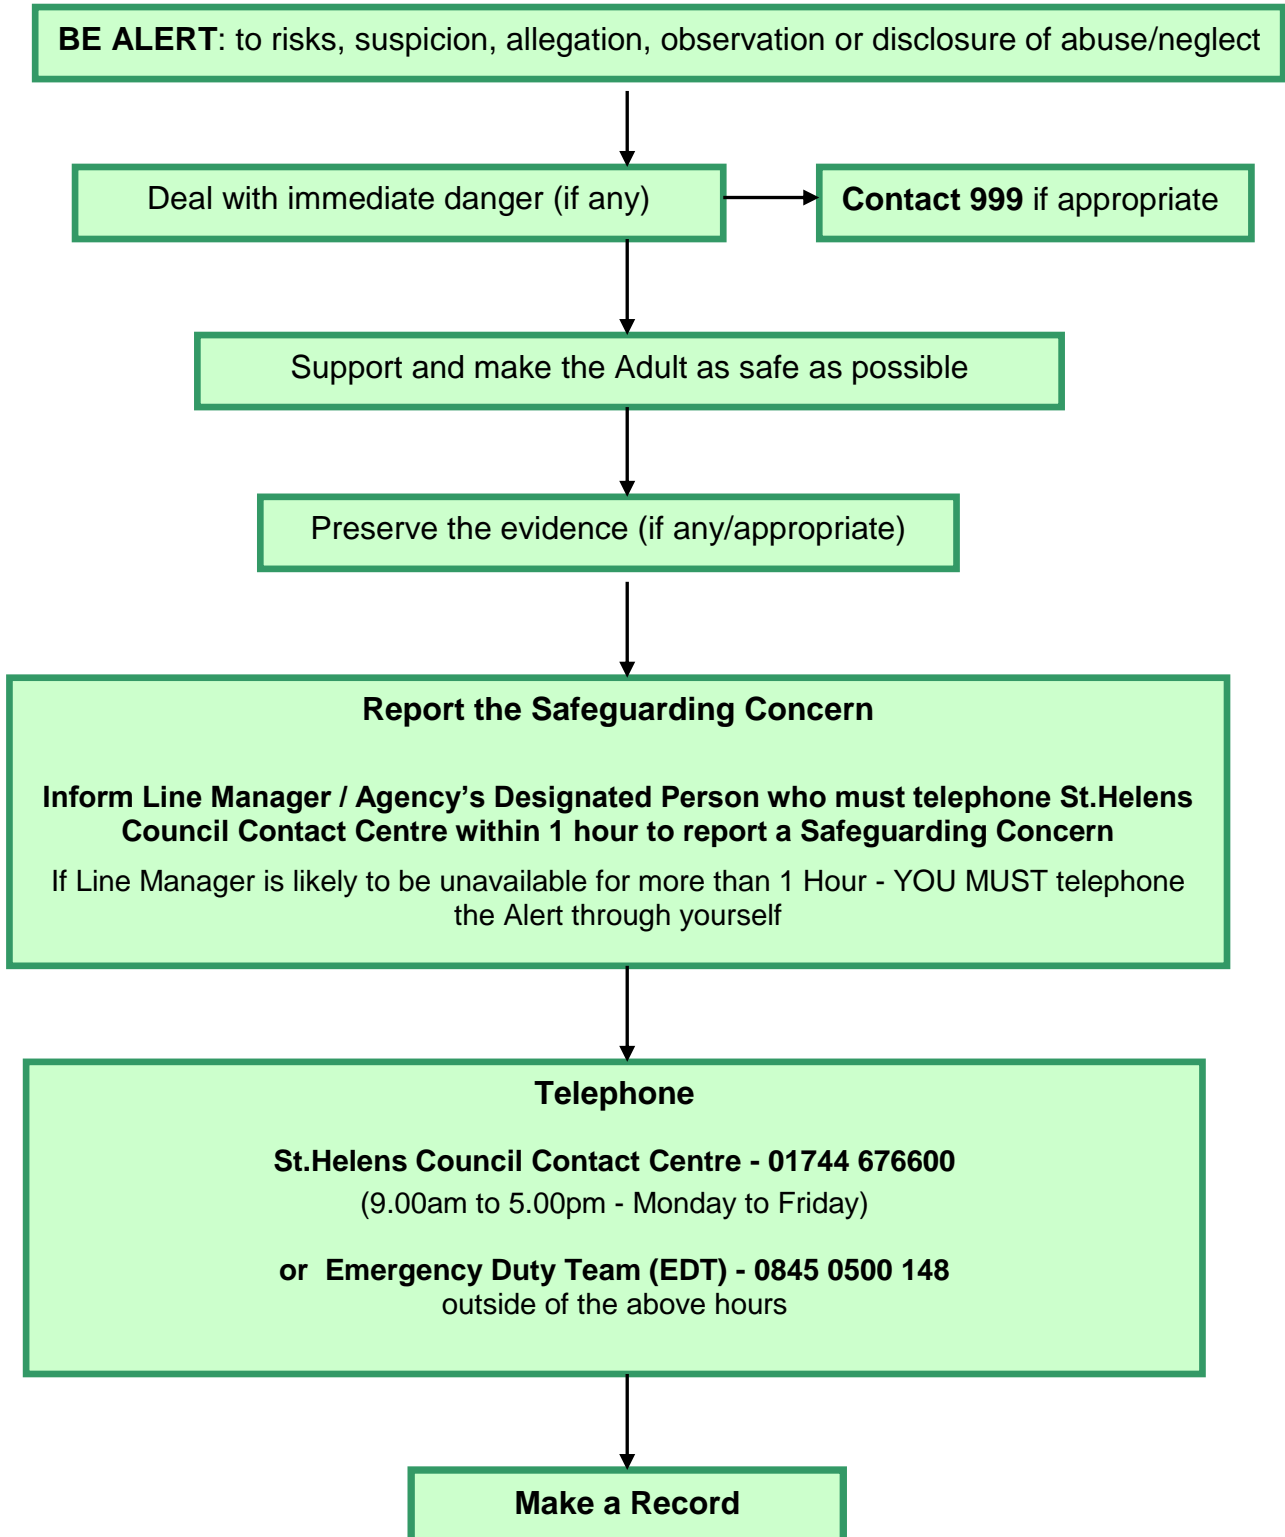 BE ALERT: to risks, suspicion, allegation, observation or disclosure of abuse/neglect
Deal with immediate danger (if any)
Contact 999 if appropriate
Support and make the Adult as safe as possible
Preserve the evidence (if any/appropriate)
Report the Safeguarding Concern
Inform Line Manager / Agency’s Designated Person who must telephone St.Helens
Council Contact Centre within 1 hour to report a Safeguarding Concern
If Line Manager is likely to be unavailable for more than 1 Hour - YOU MUST telephone
the Alert through yourself
Telephone
St.Helens Council Contact Centre - 01744 676600
(9.00am to 5.00pm - Monday to Friday)
or  Emergency Duty Team (EDT) - 0845 0500 148
outside of the above hours
Make a Record